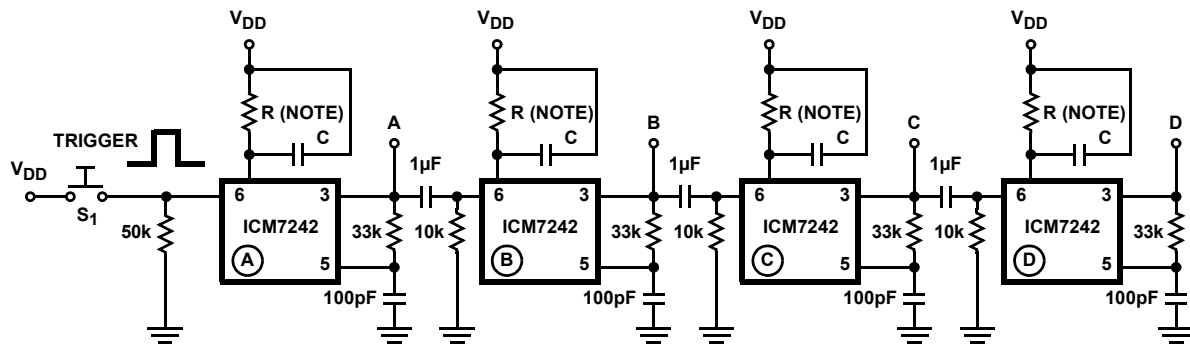 VDD VDD VDD VDD
R (NOTE) R (NOTE) R (NOTE) R (NOTE)
C C C C
A B C D
TRIGGER
VDD
S1
50k
1µF 1µF 1µF
6 3 6 3 6 3 6 3
ICM7242 ICM7242 ICM7242 ICM7242
33k 10k 33k 10k 33k 10k 33k
A 5 B 5 C 5 D 5
100pF 100pF 100pF 100pF